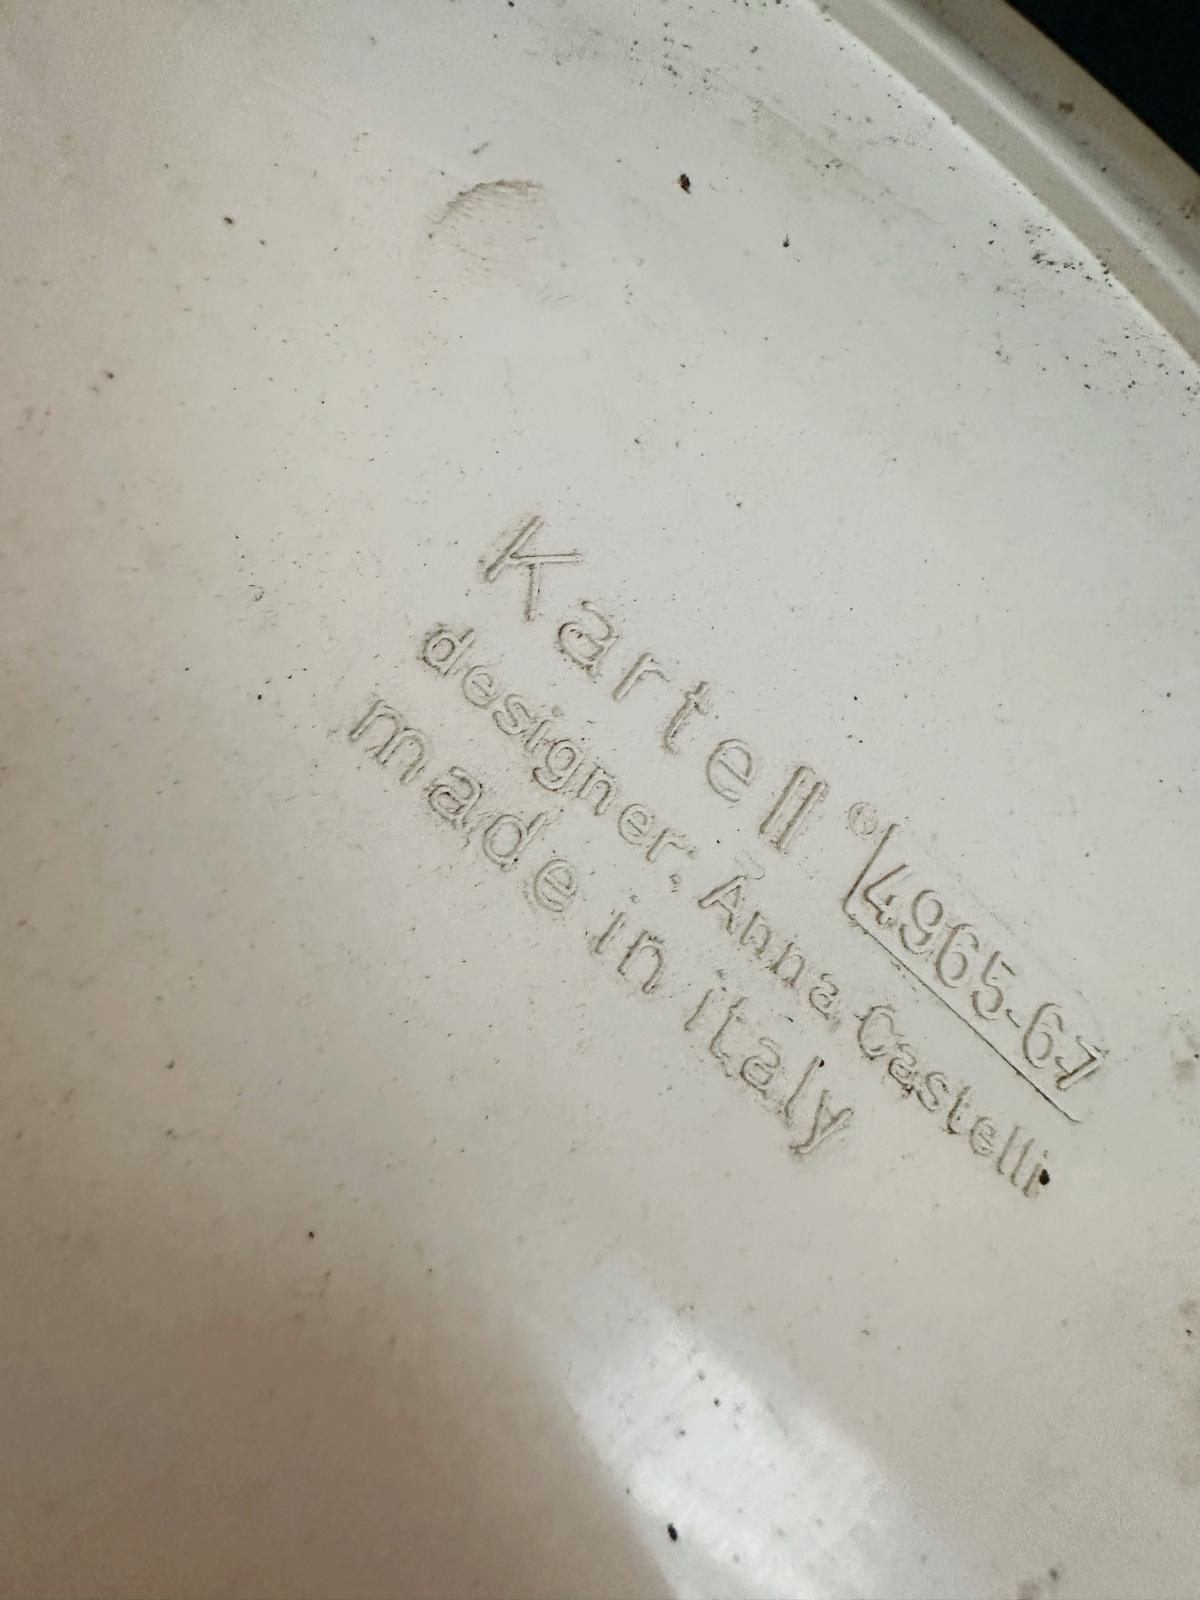 Kartell® 4965-67
designer: Anna Castelli
made in italy